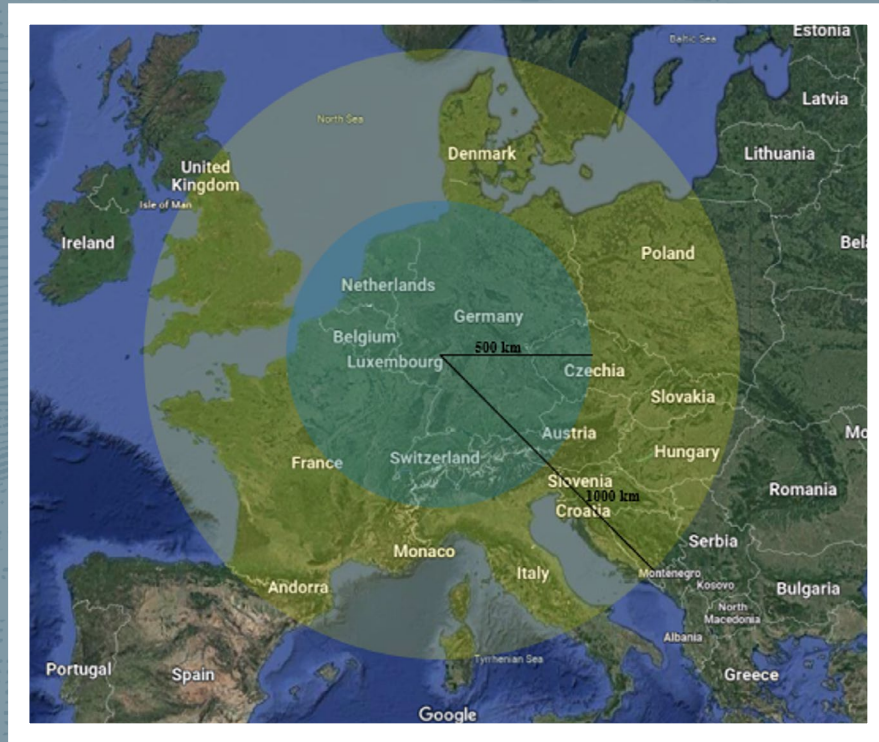 Estonia
Baltic Sea
Latvia
North Sea
Denmark
Lithuania
United
Kingdom
Isle of Man
Ireland
Bel
Poland
Netherlands
Germany
Belgium
500 km
Luxembourg
Czechia
Slovakia
Austria
Mo
Hungary
Switzerland
France
Slovenia
1000 km
Romania
Croatia
Serbia
Monaco
Italy
Montenegro
Kosovo
Andorra
Bulgaria
North
Macedonia
Albania
Portugal
Spain
Tyrrhenian Sea
Greece
Google